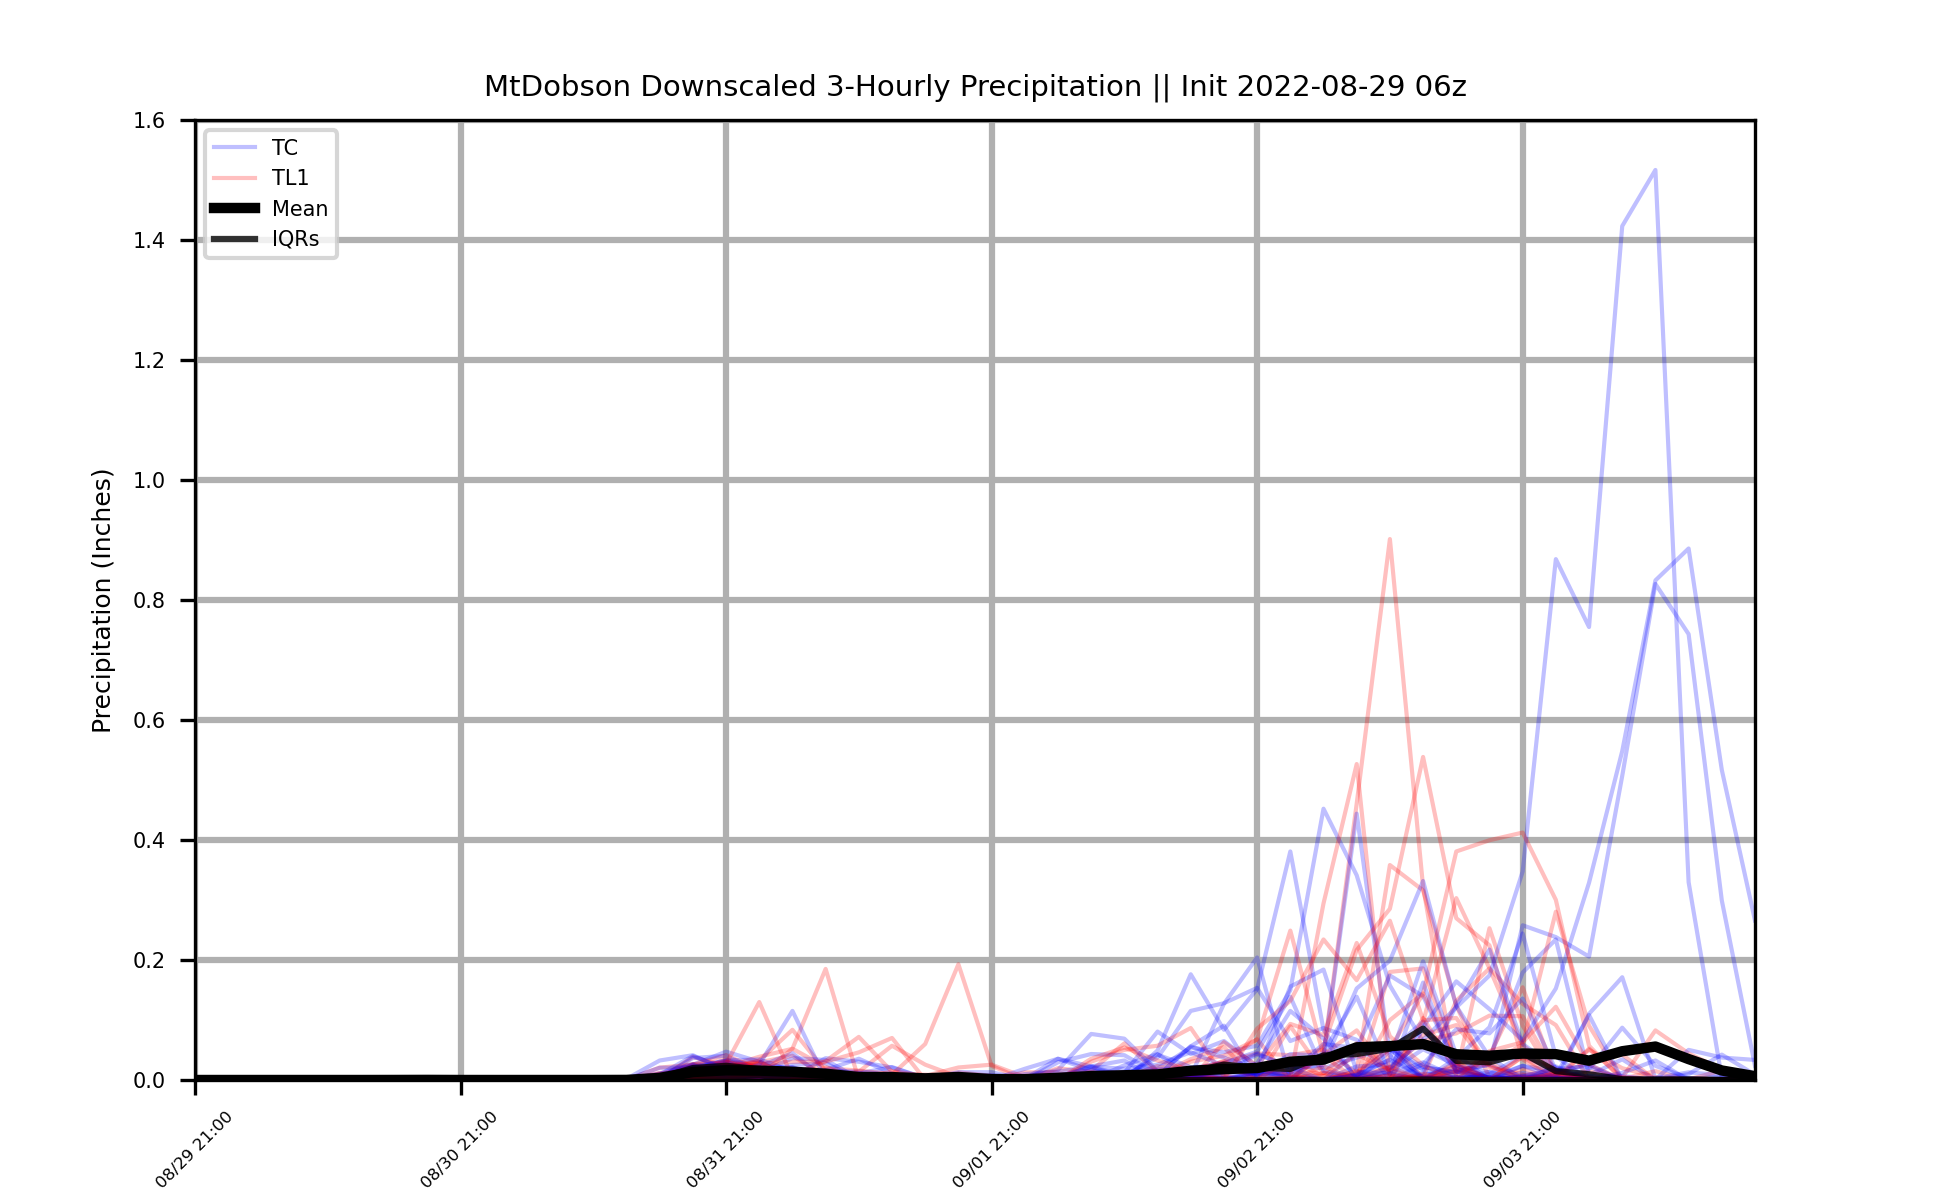 MtDobson Downscaled 3-Hourly Precipitation || Init 2022-08-29 06z
TC
TL1
Mean
IQRs
Precipitation (Inches)
1.6
1.4
1.2
1.0
0.8
0.6
0.4
0.2
0.0
08/29 21:00
08/30 21:00
08/31 21:00
09/01 21:00
09/02 21:00
09/03 21:00